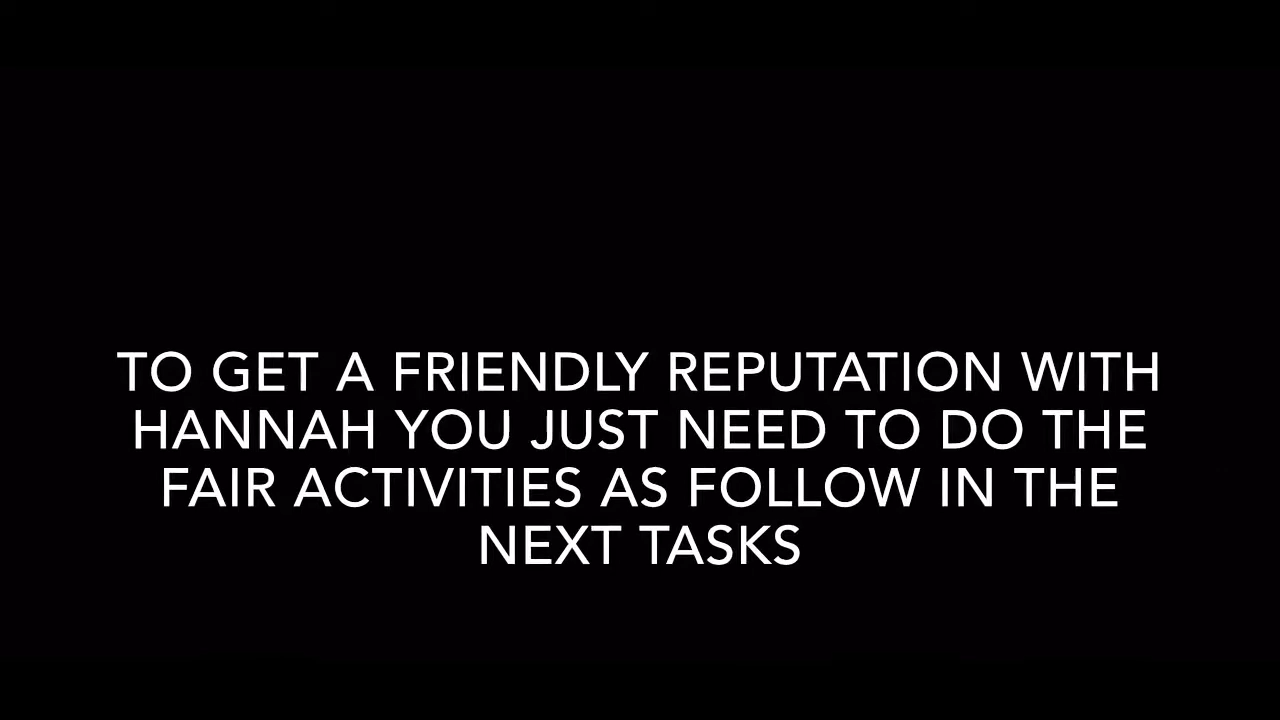 TO GET A FRIENDLY REPUTATION WITH
HANNAH YOU JUST NEED TO DO THE
FAIR ACTIVITIES AS FOLLOW IN THE
NEXT TASKS